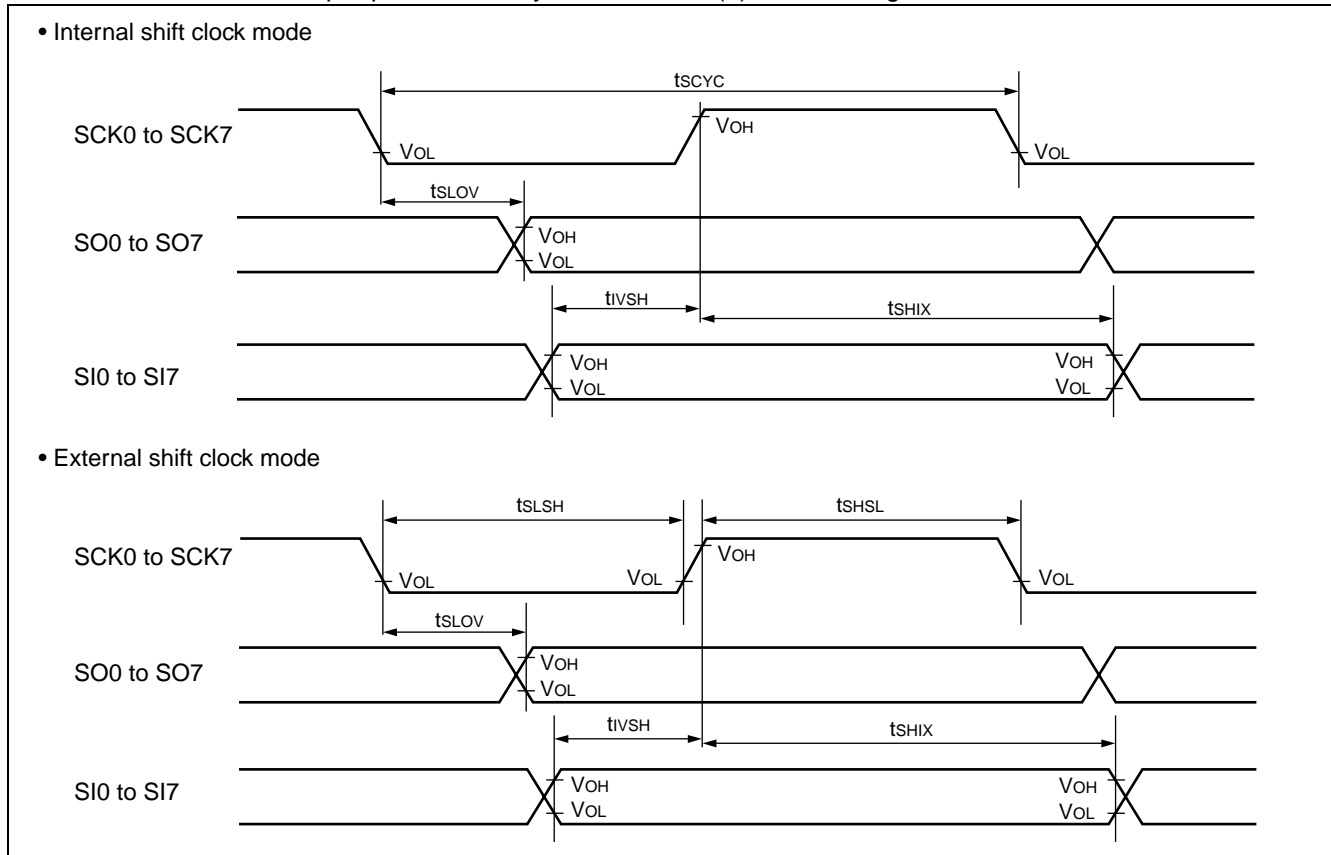 • Internal shift clock mode
tSCYC
SCK0 to SCK7
VOL
VOH
VOL
tSLOV
SO0 to SO7
VOH
VOL
tIVSH
tSHIX
SI0 to SI7
VOH
VOH
VOL
VOL
• External shift clock mode
tSLSH
tSHSL
SCK0 to SCK7
VOH
VOL
VOL
VOL
tSLOV
SO0 to SO7
VOH
VOL
tIVSH
tSHIX
SI0 to SI7
VOH
VOH
VOL
VOL